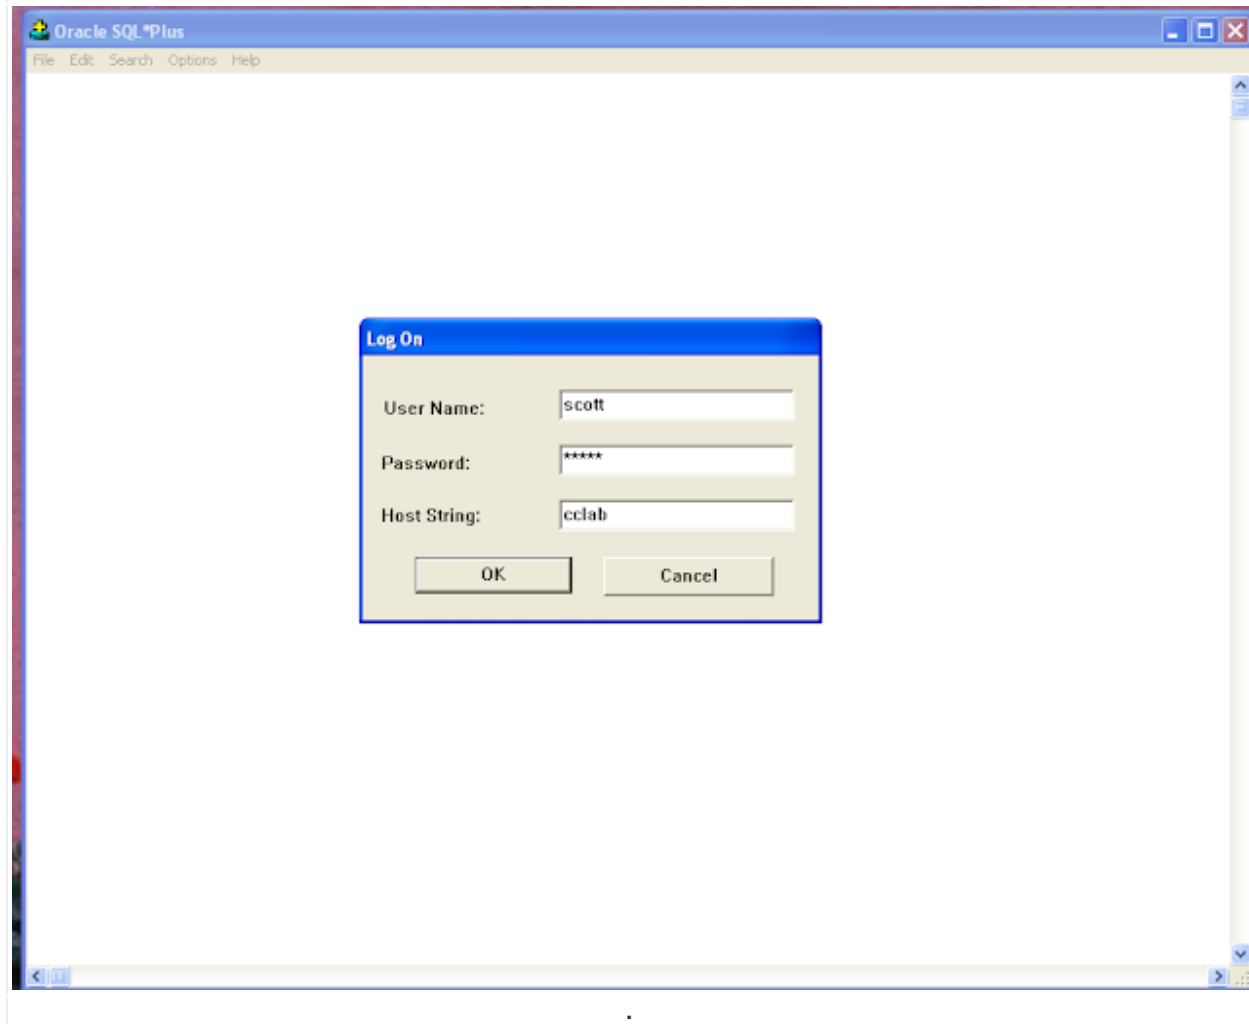 Oracle SQL*Plus
File Edit Search Options Help
Log On
User Name: scott
Password: *****
Host String: cclab
OK Cancel
.